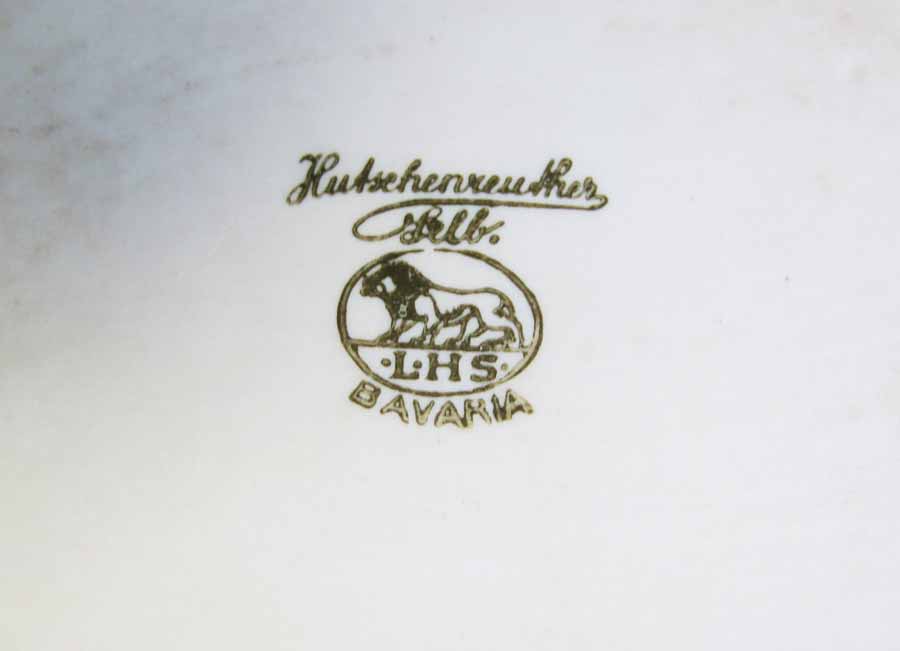 Hutschenreuther
Selb.
·L·H·S·
BAVARIA